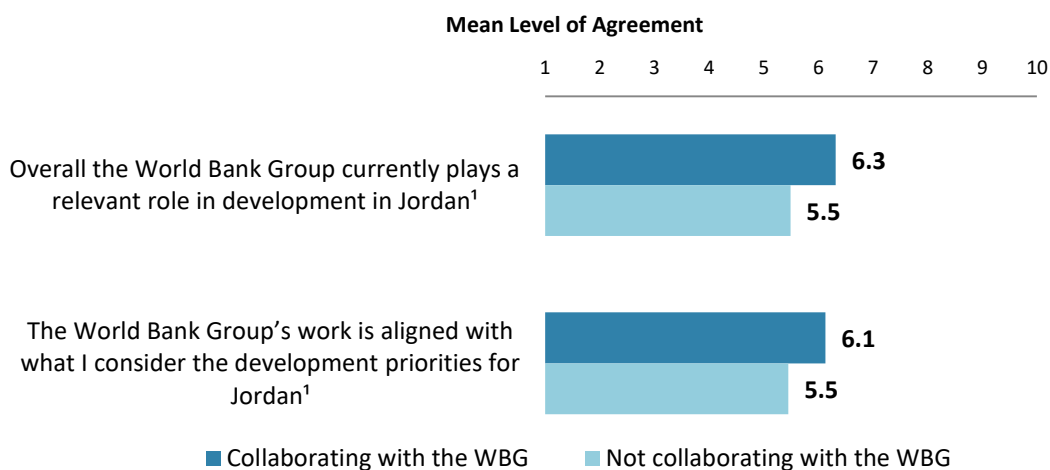 Mean Level of Agreement
1 2 3 4 5 6 7 8 9 10
Overall the World Bank Group currently plays a
relevant role in development in Jordan¹
6.3
5.5
The World Bank Group’s work is aligned with
what I consider the development priorities for
Jordan¹
6.1
5.5
Collaborating with the WBG Not collaborating with the WBG